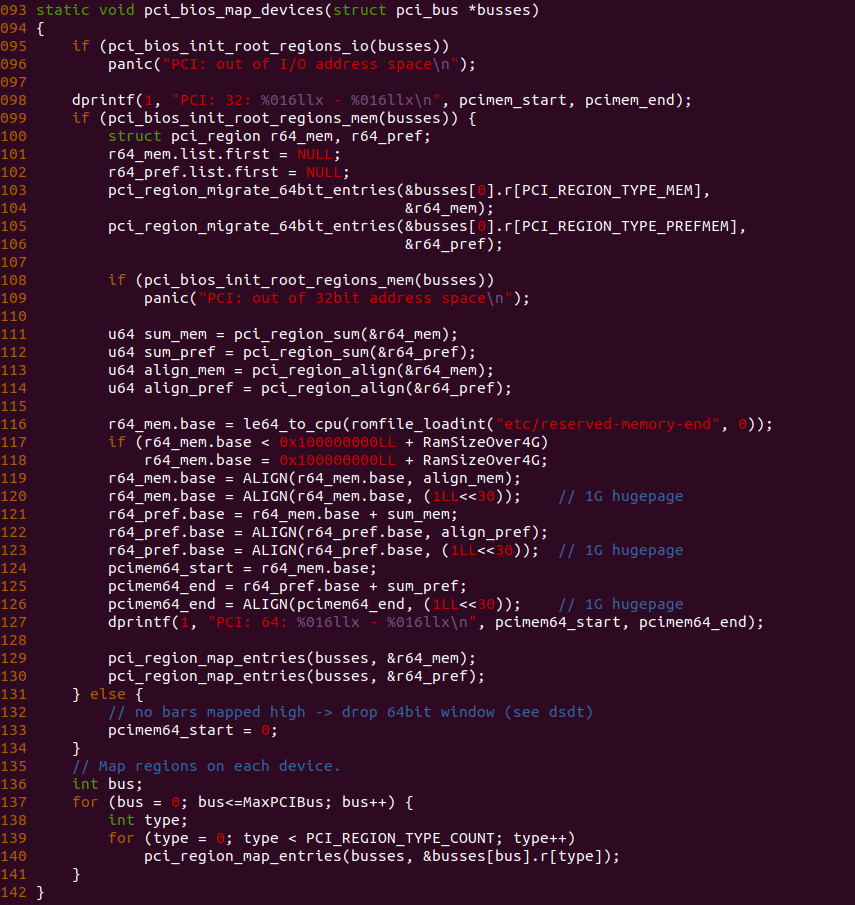 093 static void pci_bios_map_devices(struct pci_bus *busses)
094 {
095     if (pci_bios_init_root_regions_io(busses))
096         panic("PCI: out of I/O address space\n");
097
098     dprintf(1, "PCI: 32: %016llx - %016llx\n", pcimem_start, pcimem_end);
099     if (pci_bios_init_root_regions_mem(busses)) {
100         struct pci_region r64_mem, r64_pref;
101         r64_mem.list.first = NULL;
102         r64_pref.list.first = NULL;
103         pci_region_migrate_64bit_entries(&busses[0].r[PCI_REGION_TYPE_MEM],
104                                          &r64_mem);
105         pci_region_migrate_64bit_entries(&busses[0].r[PCI_REGION_TYPE_PREFMEM],
106                                          &r64_pref);
107
108         if (pci_bios_init_root_regions_mem(busses))
109             panic("PCI: out of 32bit address space\n");
110
111         u64 sum_mem = pci_region_sum(&r64_mem);
112         u64 sum_pref = pci_region_sum(&r64_pref);
113         u64 align_mem = pci_region_align(&r64_mem);
114         u64 align_pref = pci_region_align(&r64_pref);
115
116         r64_mem.base = le64_to_cpu(romfile_loadint("etc/reserved-memory-end", 0));
117         if (r64_mem.base < 0x100000000LL + RamSizeOver4G)
118             r64_mem.base = 0x100000000LL + RamSizeOver4G;
119         r64_mem.base = ALIGN(r64_mem.base, align_mem);
120         r64_mem.base = ALIGN(r64_mem.base, (1LL<<30));    // 1G hugepage
121         r64_pref.base = r64_mem.base + sum_mem;
122         r64_pref.base = ALIGN(r64_pref.base, align_pref);
123         r64_pref.base = ALIGN(r64_pref.base, (1LL<<30));  // 1G hugepage
124         pcimem64_start = r64_mem.base;
125         pcimem64_end = r64_pref.base + sum_pref;
126         pcimem64_end = ALIGN(pcimem64_end, (1LL<<30));    // 1G hugepage
127         dprintf(1, "PCI: 64: %016llx - %016llx\n", pcimem64_start, pcimem64_end);
128
129         pci_region_map_entries(busses, &r64_mem);
130         pci_region_map_entries(busses, &r64_pref);
131     } else {
132         // no bars mapped high -> drop 64bit window (see dsdt)
133         pcimem64_start = 0;
134     }
135     // Map regions on each device.
136     int bus;
137     for (bus = 0; bus<=MaxPCIBus; bus++) {
138         int type;
139         for (type = 0; type < PCI_REGION_TYPE_COUNT; type++)
140             pci_region_map_entries(busses, &busses[bus].r[type]);
141     }
142 }